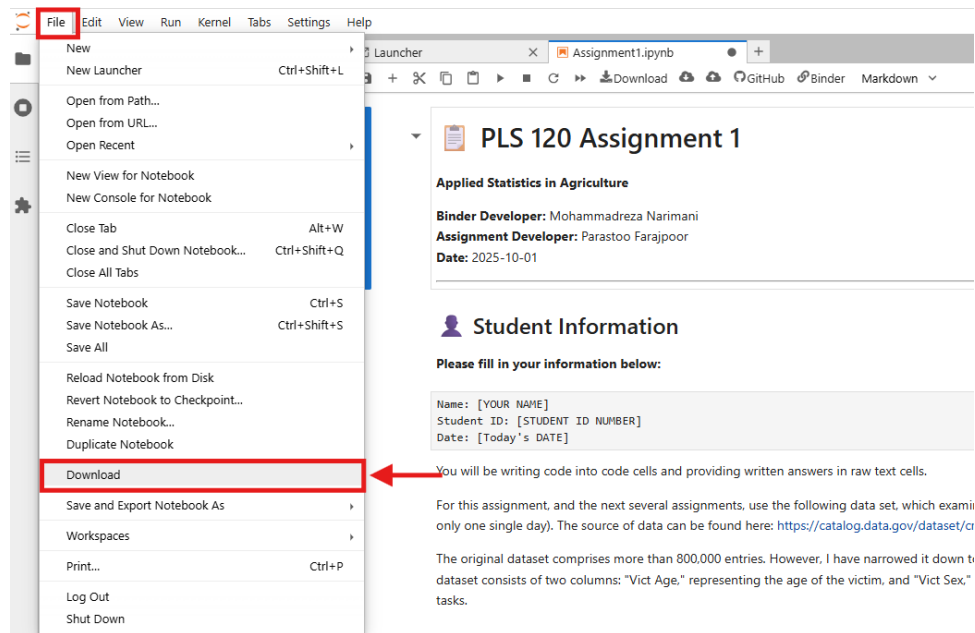 File Edit View Run Kernel Tabs Settings Help
New
New Launcher Ctrl+Shift+L
Open from Path...
Open from URL...
Open Recent
New View for Notebook
New Console for Notebook
Close Tab Alt+W
Close and Shut Down Notebook... Ctrl+Shift+Q
Close All Tabs
Save Notebook Ctrl+S
Save Notebook As... Ctrl+Shift+S
Save All
Reload Notebook from Disk
Revert Notebook to Checkpoint...
Rename Notebook...
Duplicate Notebook
Download
Save and Export Notebook As
Workspaces
Print... Ctrl+P
Log Out
Shut Down
Launcher Assignment1.ipynb
Download GitHub Binder Markdown
PLS 120 Assignment 1
Applied Statistics in Agriculture
Binder Developer: Mohammadreza Narimani
Assignment Developer: Parastoo Farajpoor
Date: 2025-10-01
Student Information
Please fill in your information below:
Name: [YOUR NAME]
Student ID: [STUDENT ID NUMBER]
Date: [Today's DATE]
You will be writing code into code cells and providing written answers in raw text cells.
For this assignment, and the next several assignments, use the following data set, which
only one single day). The source of data can be found here: https://catalog.data.gov/dataset/
The original dataset comprises more than 800,000 entries. However, I have narrowed it down
dataset consists of two columns: "Vict Age," representing the age of the victim, and "Vict Sex,"
tasks.